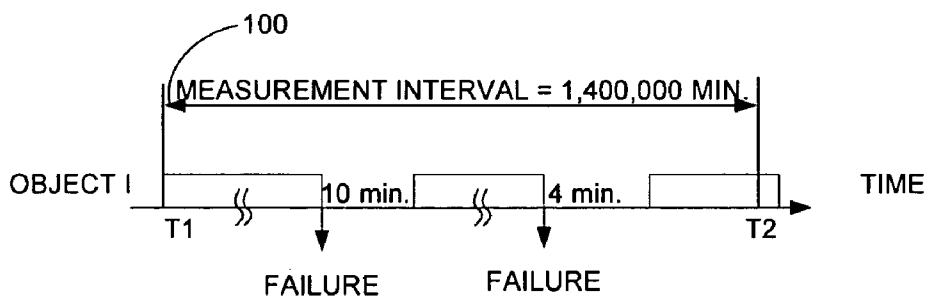 100
MEASUREMENT INTERVAL = 1,400,000 MIN.
OBJECT I
10 min.
4 min.
TIME
T1
T2
FAILURE
FAILURE